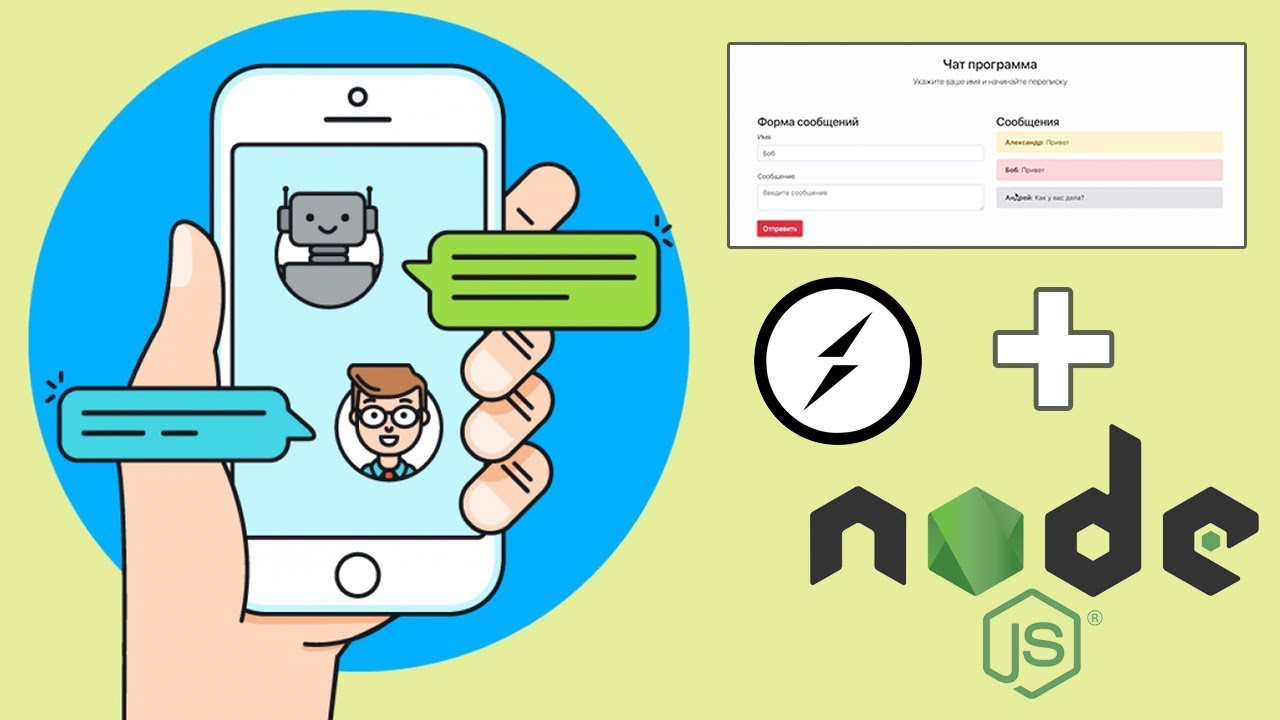 Чат программа
Укажите ваше имя и начинайте переписку
Форма сообщений
Имя
Боб
Сообщение
Введите сообщение
Отправить
Сообщения
Александр: Привет
Боб: Привет
Андрей: Как у вас дела?
node
JS®